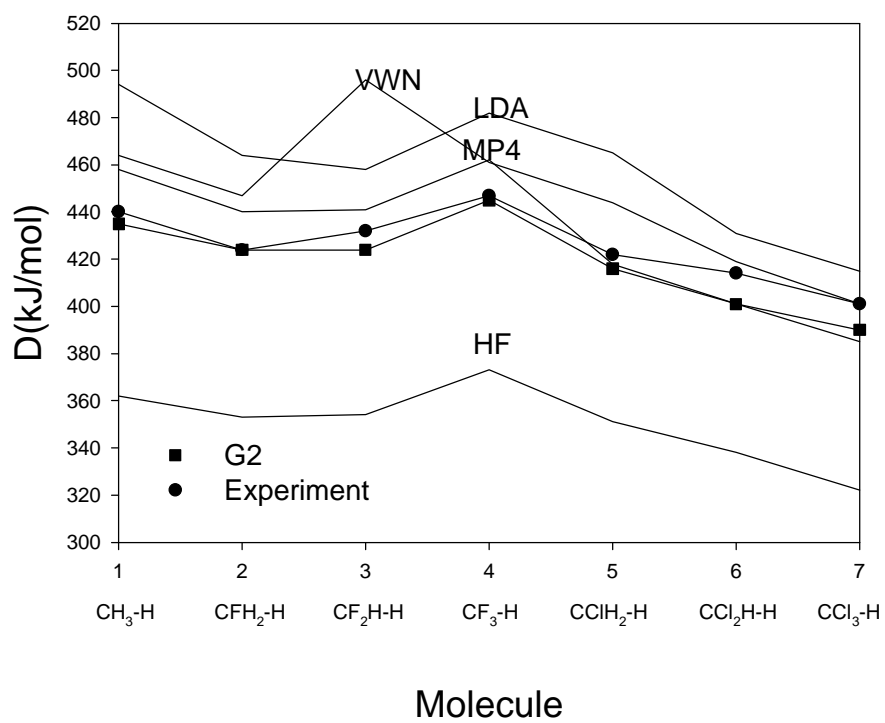 520
500
480
460
440
420
400
380
360
340
320
300
D(kJ/mol)
VWN
LDA
MP4
HF
G2
Experiment
1 2 3 4 5 6 7
CH₃-H CFH₂-H CF₂H-H CF₃-H CClH₂-H CCl₂H-H CCl₃-H
Molecule